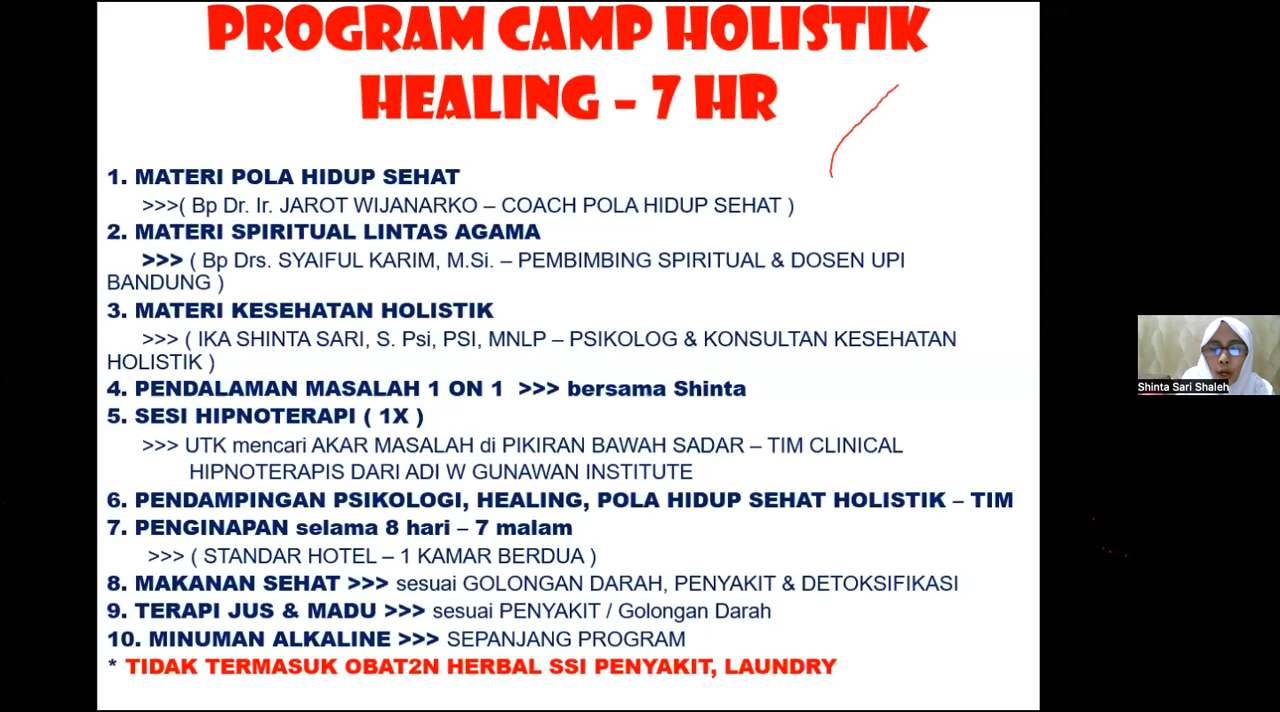 PROGRAM CAMP HOLISTIK
HEALING – 7 HR
1. MATERI POLA HIDUP SEHAT
>>>( Bp Dr. Ir. JAROT WIJANARKO – COACH POLA HIDUP SEHAT )
2. MATERI SPIRITUAL LINTAS AGAMA
>>> ( Bp Drs. SYAIFUL KARIM, M.Si. – PEMBIMBING SPIRITUAL & DOSEN UPI
BANDUNG )
3. MATERI KESEHATAN HOLISTIK
>>> ( IKA SHINTA SARI, S. Psi, PSI, MNLP – PSIKOLOG & KONSULTAN KESEHATAN
HOLISTIK )
4. PENDALAMAN MASALAH 1 ON 1 >>> bersama Shinta
5. SESI HIPNOTERAPI ( 1X )
>>> UTK mencari AKAR MASALAH di PIKIRAN BAWAH SADAR – TIM CLINICAL
HIPNOTERAPIS DARI ADI W GUNAWAN INSTITUTE
6. PENDAMPINGAN PSIKOLOGI, HEALING, POLA HIDUP SEHAT HOLISTIK – TIM
7. PENGINAPAN selama 8 hari – 7 malam
>>> ( STANDAR HOTEL – 1 KAMAR BERDUA )
8. MAKANAN SEHAT >>> sesuai GOLONGAN DARAH, PENYAKIT & DETOKSIFIKASI
9. TERAPI JUS & MADU >>> sesuai PENYAKIT / Golongan Darah
10. MINUMAN ALKALINE >>> SEPANJANG PROGRAM
* TIDAK TERMASUK OBAT2N HERBAL SSI PENYAKIT, LAUNDRY
Shinta Sari Shaleh